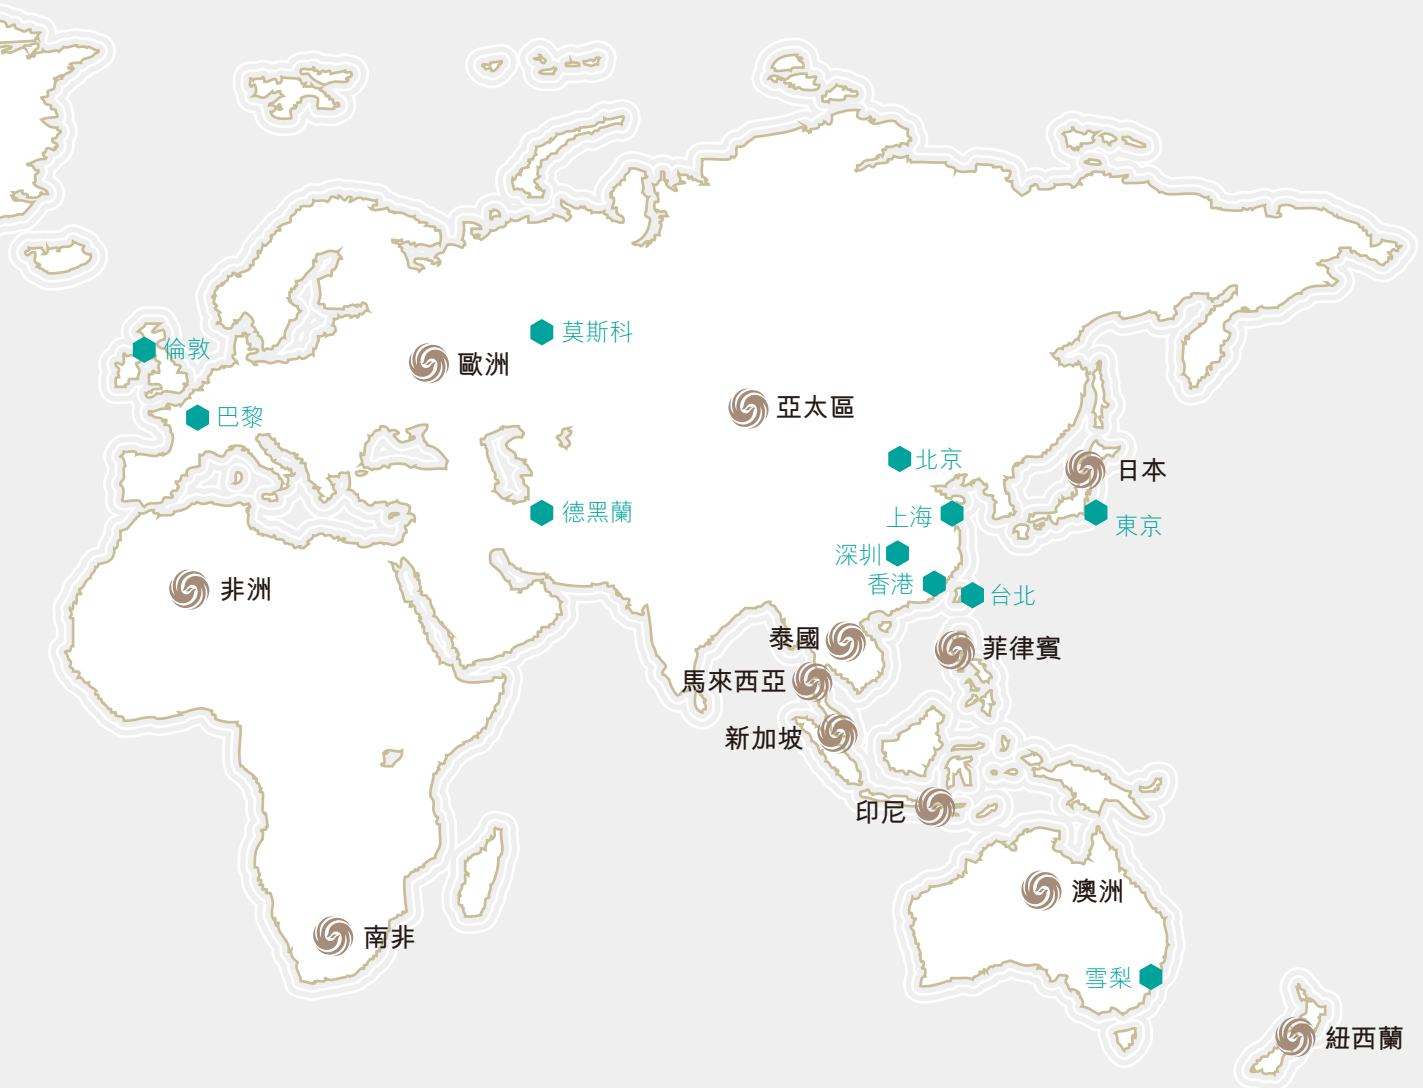 莫斯科
倫敦
歐洲
亞太區
巴黎
北京
日本
德黑蘭
上海
東京
深圳
香港
非洲
台北
泰國
菲律賓
馬來西亞
新加坡
印尼
澳洲
南非
雪梨
紐西蘭